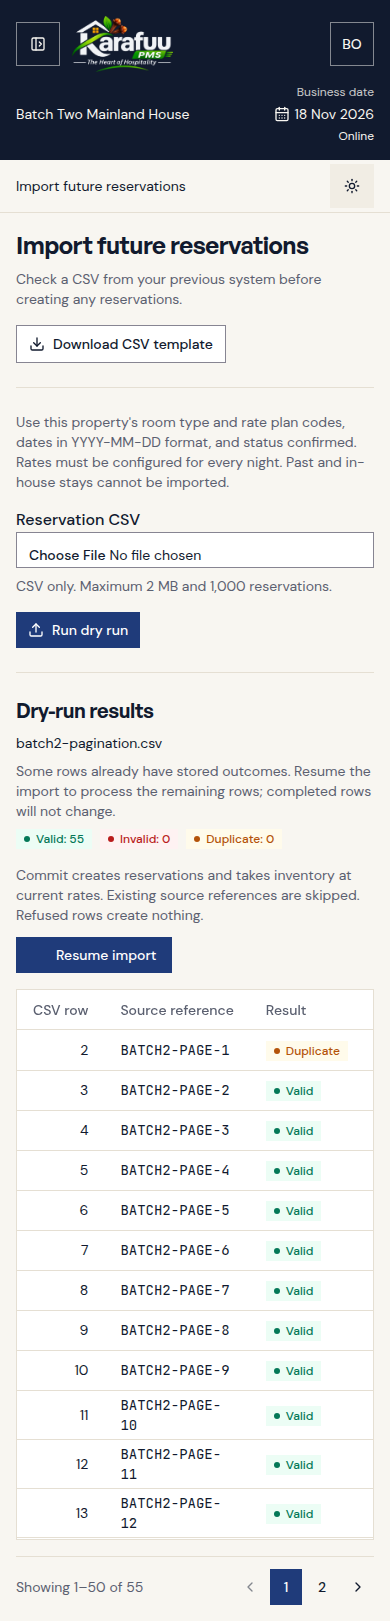 Karafuu
PMS
The Heart of Hospitality
BO
Business date
Batch Two Mainland House
18 Nov 2026
Online
Import future reservations
Import future reservations
Check a CSV from your previous system before
creating any reservations.
Download CSV template
Use this property's room type and rate plan codes,
dates in YYYY-MM-DD format, and status confirmed.
Rates must be configured for every night. Past and in-
house stays cannot be imported.
Reservation CSV
Choose File No file chosen
CSV only. Maximum 2 MB and 1,000 reservations.
Run dry run
Dry-run results
batch2-pagination.csv
Some rows already have stored outcomes. Resume the
import to process the remaining rows; completed rows
will not change.
Valid: 55 Invalid: 0 Duplicate: 0
Commit creates reservations and takes inventory at
current rates. Existing source references are skipped.
Refused rows create nothing.
Resume import
CSV row Source reference Result
2 BATCH2-PAGE-1 Duplicate
3 BATCH2-PAGE-2 Valid
4 BATCH2-PAGE-3 Valid
5 BATCH2-PAGE-4 Valid
6 BATCH2-PAGE-5 Valid
7 BATCH2-PAGE-6 Valid
8 BATCH2-PAGE-7 Valid
9 BATCH2-PAGE-8 Valid
10 BATCH2-PAGE-9 Valid
11 BATCH2-PAGE-
10 Valid
12 BATCH2-PAGE-
11 Valid
13 BATCH2-PAGE-
12 Valid
Showing 1–50 of 55
1 2